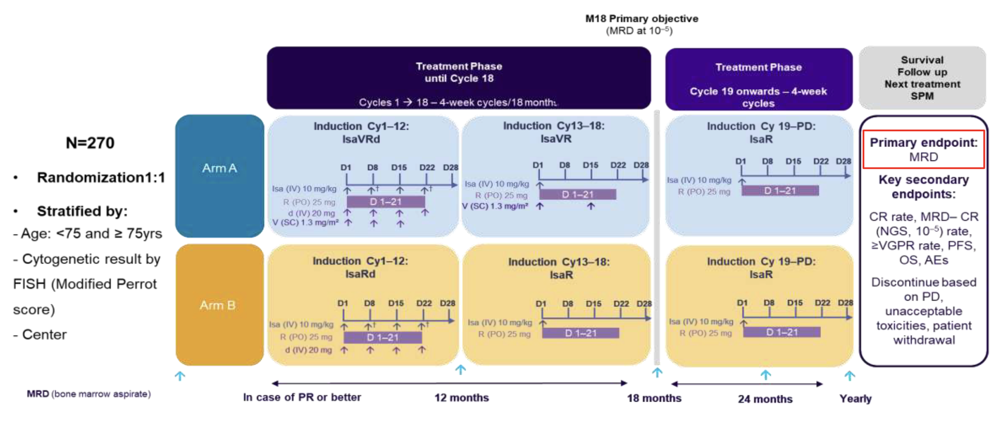 M18 Primary objective
(MRD at 10⁻⁵)
Treatment Phase
until Cycle 18
Cycles 1 → 18 – 4-week cycles/18 months
Treatment Phase
Cycle 19 onwards – 4-week
cycles
Survival
Follow up
Next treatment
SPM
N=270
• Randomization1:1
• Stratified by:
- Age: <75 and ≥ 75yrs
- Cytogenetic result by
FISH (Modified Perrot
score)
- Center
Arm A
Induction Cy1–12:
IsaVRd
D1 D8 D15 D22 D28
Isa (IV) 10 mg/kg ↑ ↑† ↑ ↑†
R (PO) 25 mg D 1–21
d (IV) 20 mg ↑ ↑ ↑ ↑
V (SC) 1.3 mg/m² ↑ ↑ ↑
Induction Cy13–18:
IsaVR
D1 D8 D15 D22 D28
Isa (IV) 10 mg/kg ↑
R (PO) 25 mg D 1–21
V (SC) 1.3 mg/m² ↑ ↑
Induction Cy 19–PD:
IsaR
D1 D8 D15 D22 D28
Isa (IV) 10 mg/kg ↑
R (PO) 25 mg D 1–21
Arm B
Induction Cy1–12:
IsaRd
D1 D8 D15 D22 D28
Isa (IV) 10 mg/kg ↑ ↑† ↑ ↑†
R (PO) 25 mg D 1–21
d (IV) 20 mg ↑ ↑ ↑ ↑
Induction Cy13–18:
IsaR
D1 D8 D15 D22 D28
Isa (IV) 10 mg/kg ↑
R (PO) 25 mg D 1–21
Induction Cy 19–PD:
IsaR
D1 D8 D15 D22 D28
Isa (IV) 10 mg/kg ↑
R (PO) 25 mg D 1–21
Primary endpoint:
MRD
Key secondary
endpoints:
CR rate, MRD– CR
(NGS, 10⁻⁵) rate,
≥VGPR rate, PFS,
OS, AEs
Discontinue based
on PD,
unacceptable
toxicities, patient
withdrawal
MRD (bone marrow aspirate)
In case of PR or better
12 months
18 months
24 months
Yearly